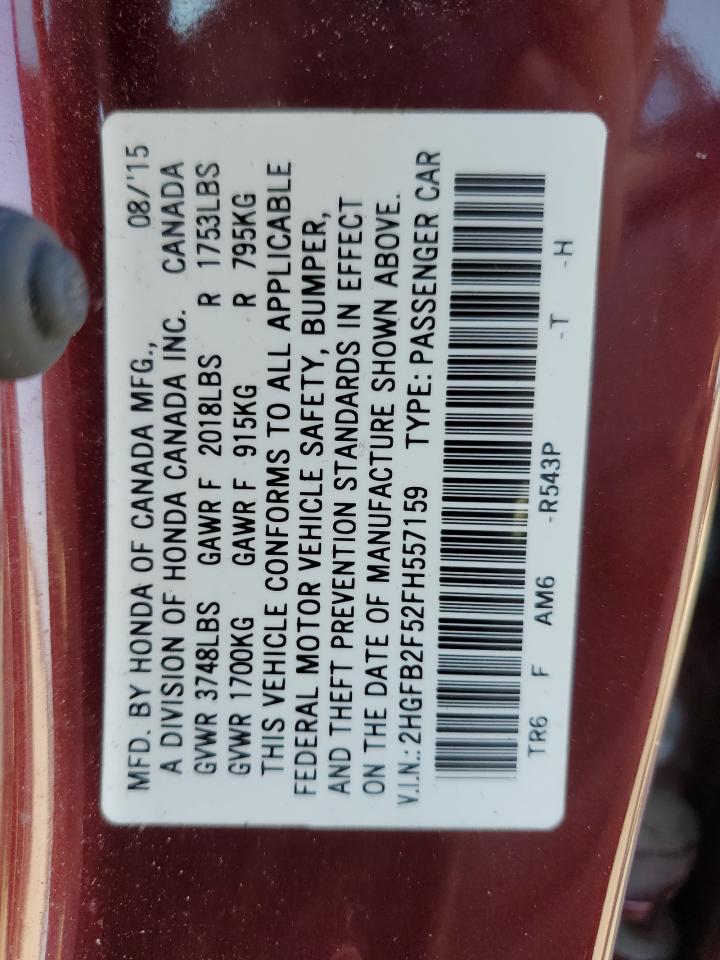 MFD. BY HONDA OF CANADA MFG., 08/'15
A DIVISION OF HONDA CANADA INC. CANADA
GVWR 3748LBS GAWR F 2018LBS R 1753LBS
GVWR 1700KG GAWR F 915KG R 795KG
THIS VEHICLE CONFORMS TO ALL APPLICABLE
FEDERAL MOTOR VEHICLE SAFETY, BUMPER,
AND THEFT PREVENTION STANDARDS IN EFFECT
ON THE DATE OF MANUFACTURE SHOWN ABOVE.
V.I.N.: 2HGFB2F52FH557159 TYPE: PASSENGER CAR
TR6 F AM6 -R543P -T -H